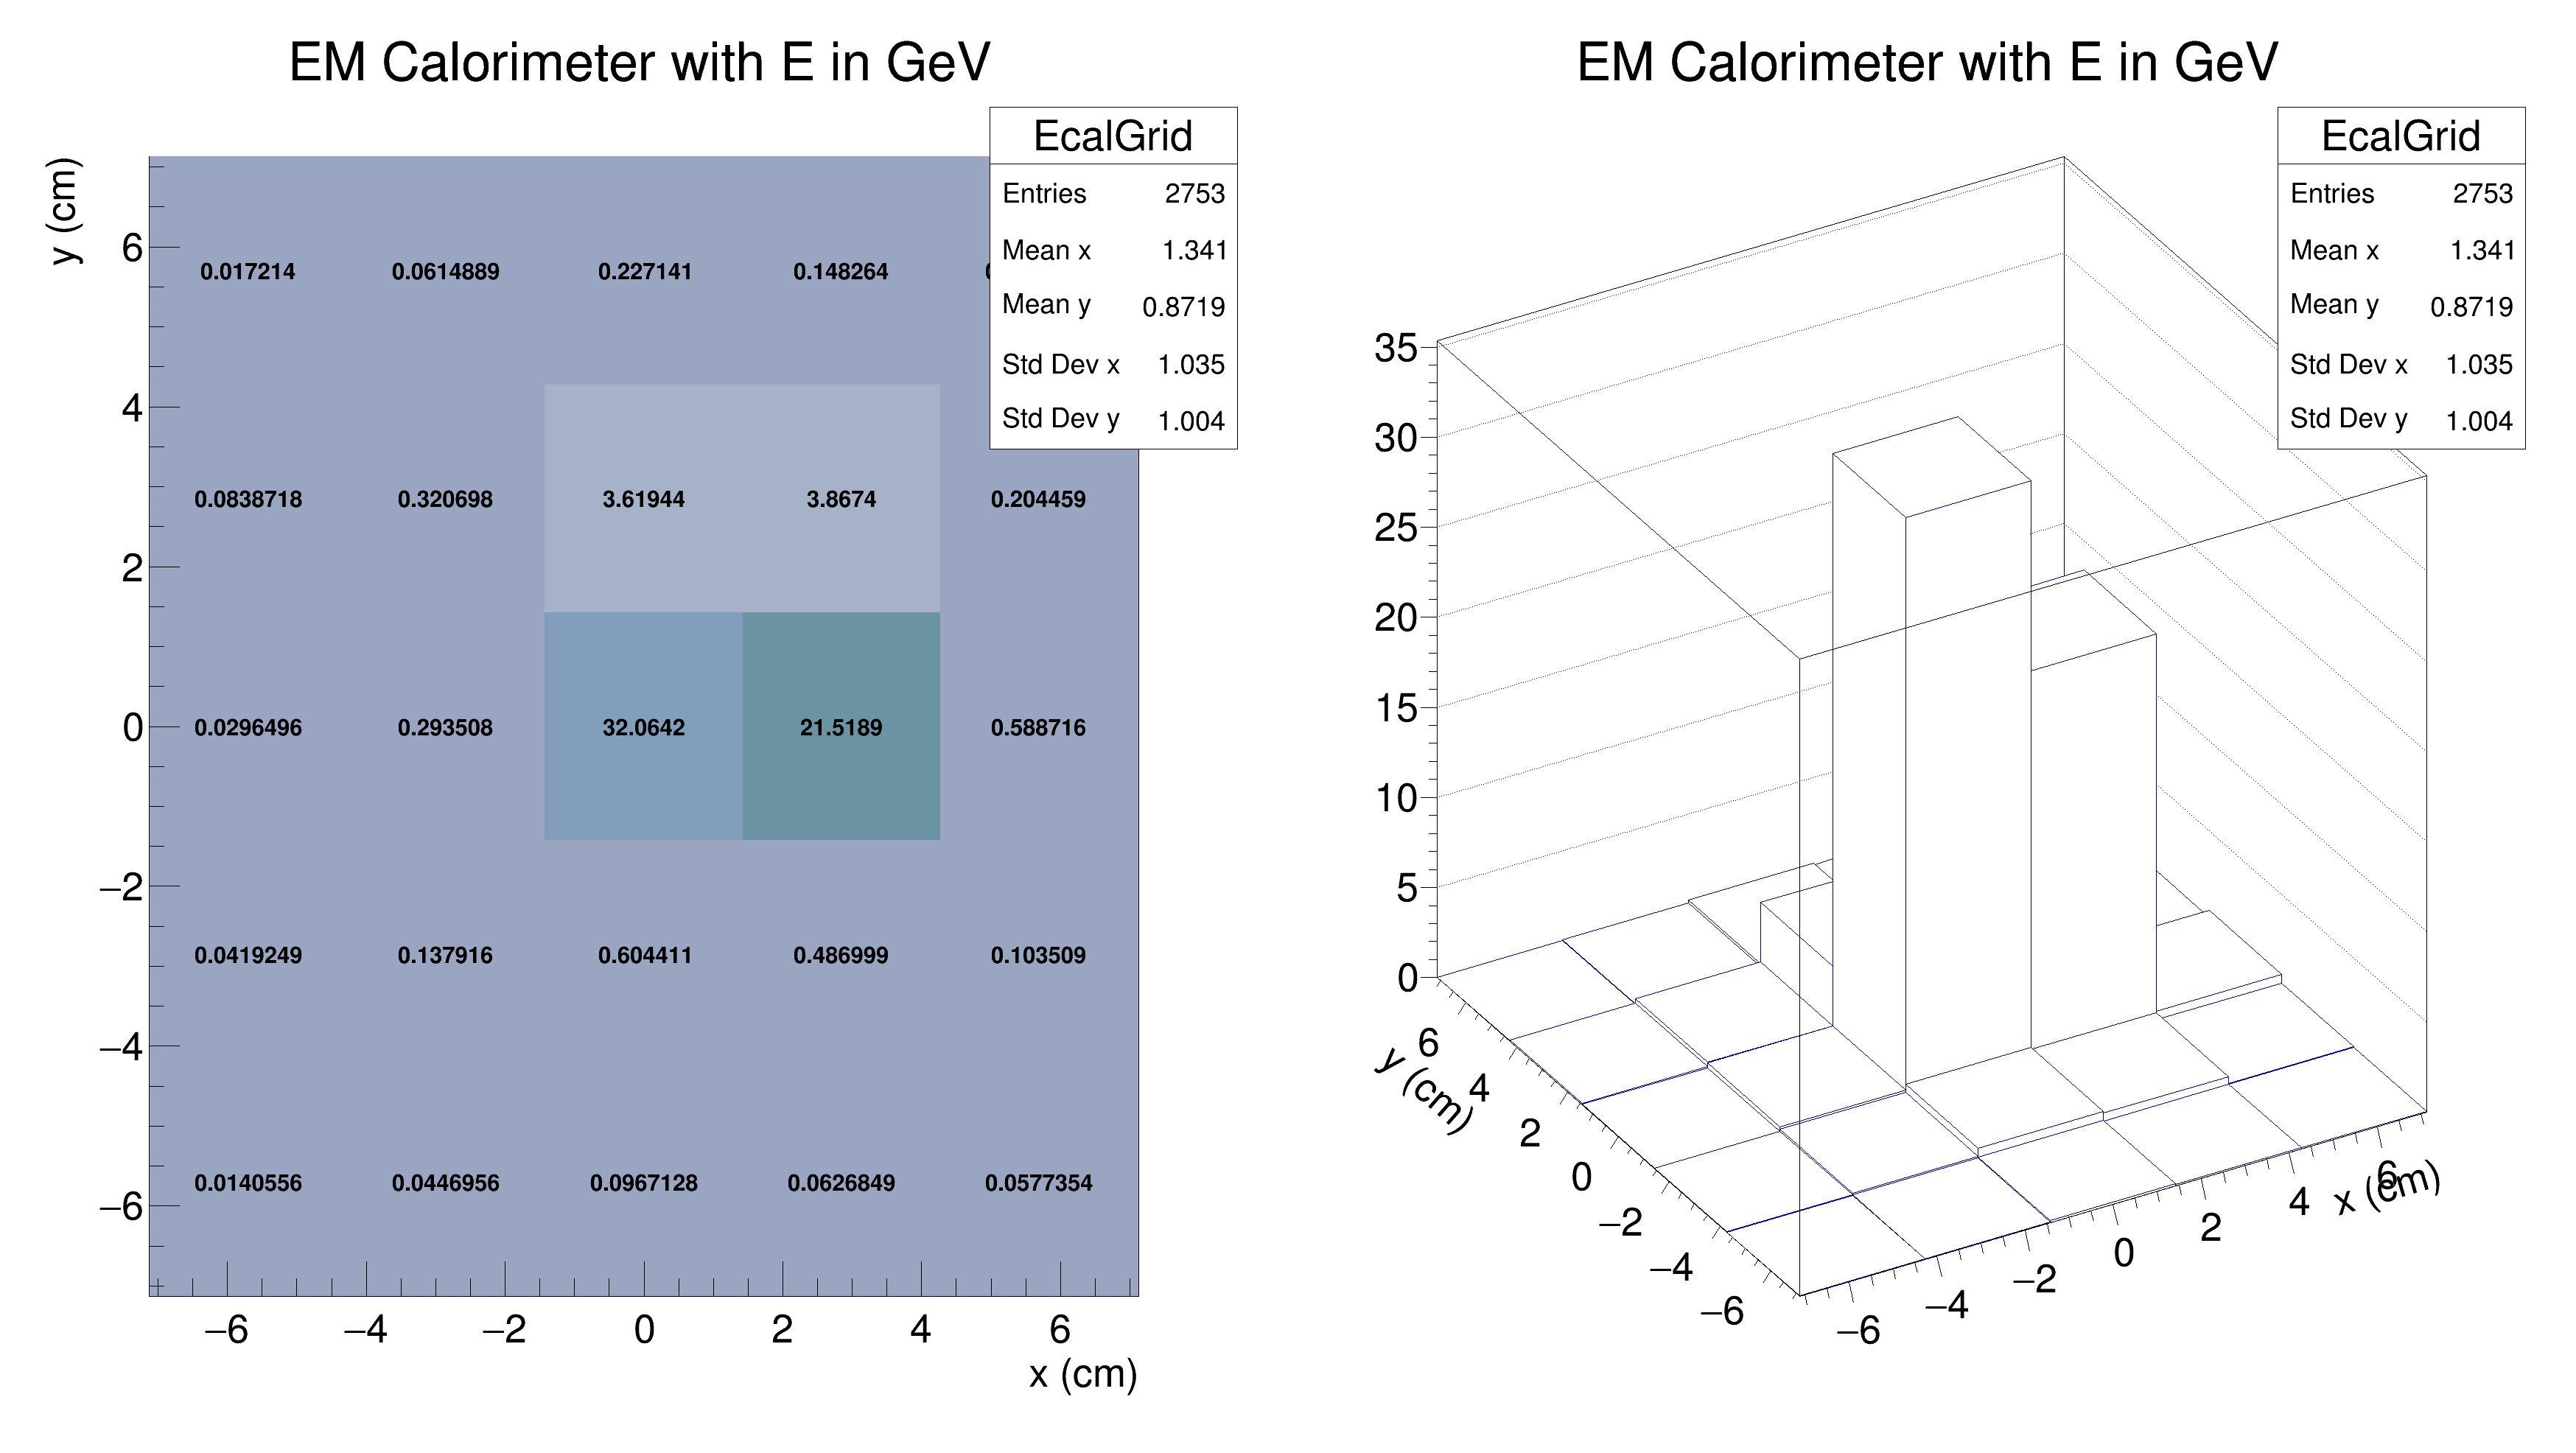 EM Calorimeter with E in GeV
EcalGrid
Entries 2753
Mean x 1.341
Mean y 0.8719
Std Dev x 1.035
Std Dev y 1.004
y (cm)
6
4
2
0
−2
−4
−6
0.017214 0.0614889 0.227141 0.148264
0.0838718 0.320698 3.61944 3.8674 0.204459
0.0296496 0.293508 32.0642 21.5189 0.588716
0.0419249 0.137916 0.604411 0.486999 0.103509
0.0140556 0.0446956 0.0967128 0.0626849 0.0577354
−6 −4 −2 0 2 4 6
x (cm)
EM Calorimeter with E in GeV
EcalGrid
Entries 2753
Mean x 1.341
Mean y 0.8719
Std Dev x 1.035
Std Dev y 1.004
35
30
25
20
15
10
5
0
y (cm)
6
4
2
0
−2
−4
−6
−6 −4 −2 0 2 4 6
x (cm)